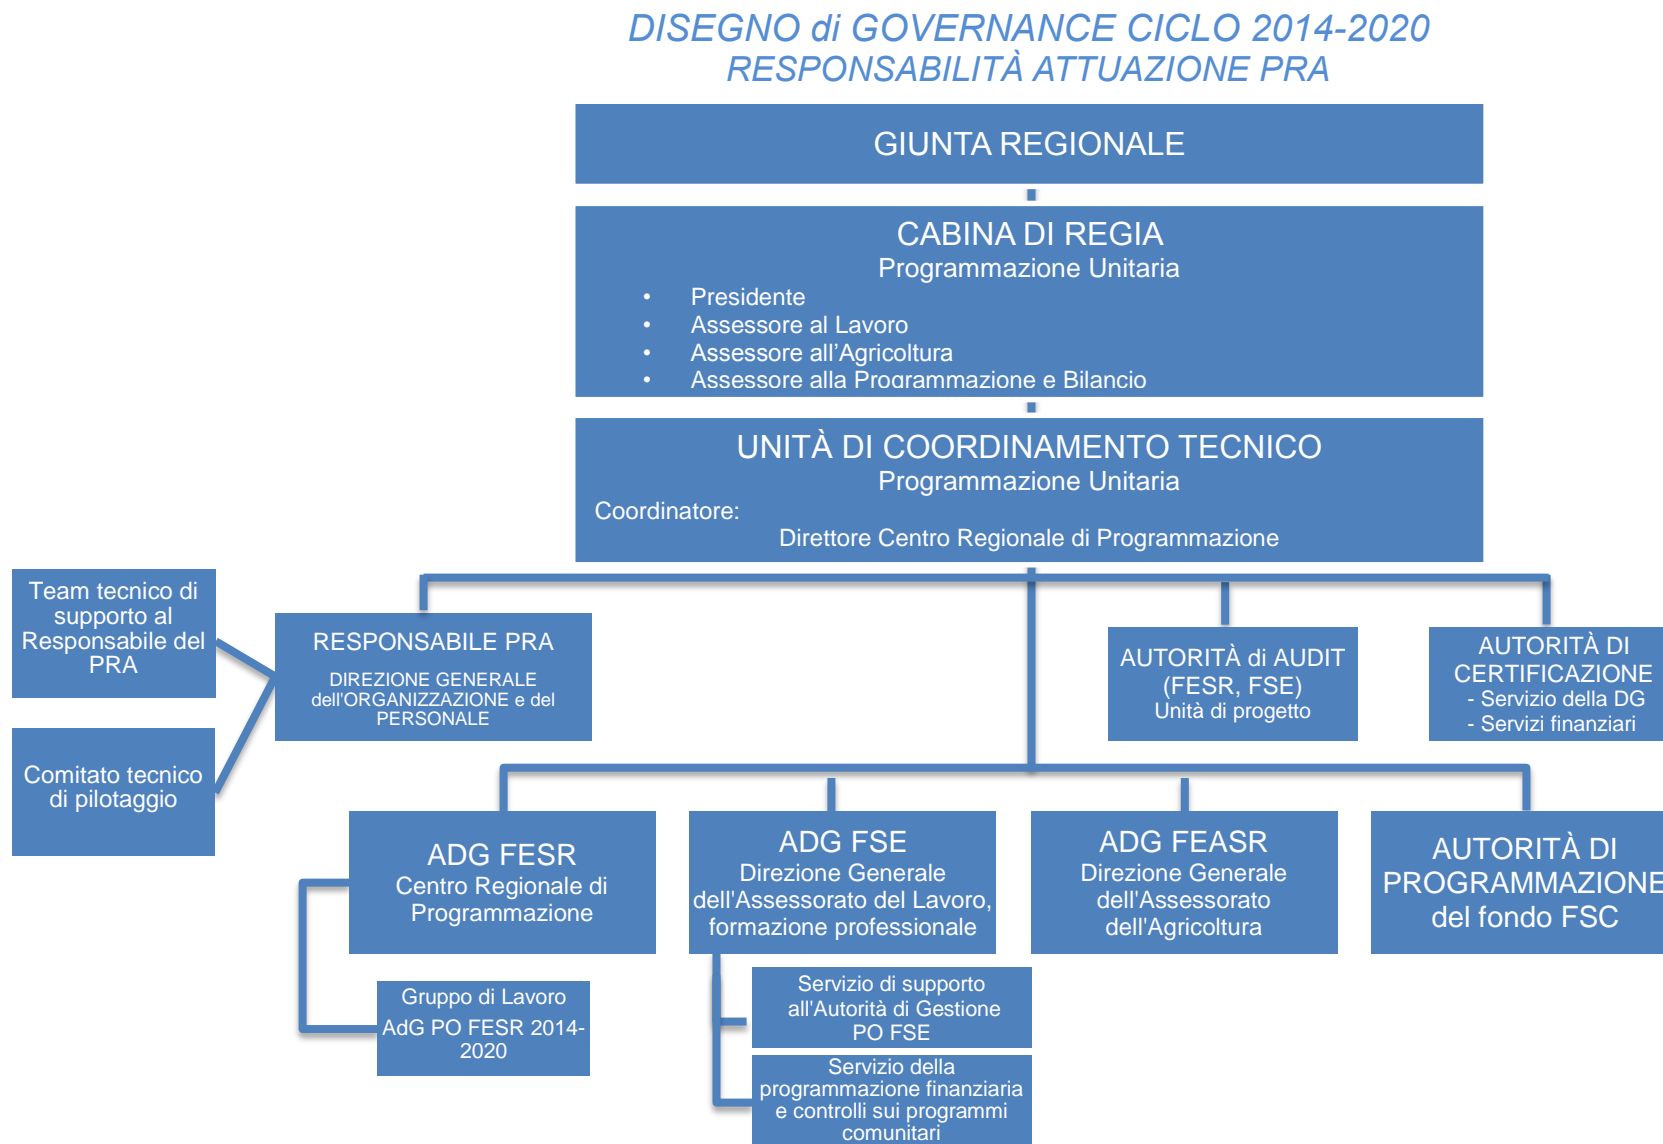 DISEGNO di GOVERNANCE CICLO 2014-2020
RESPONSABILITÀ ATTUAZIONE PRA
GIUNTA REGIONALE
CABINA DI REGIA
Programmazione Unitaria
• Presidente
• Assessore al Lavoro
• Assessore all'Agricoltura
• Assessore alla Programmazione e Bilancio
UNITÀ DI COORDINAMENTO TECNICO
Programmazione Unitaria
Coordinatore:
Direttore Centro Regionale di Programmazione
Team tecnico di
supporto al
Responsabile del
PRA
Comitato tecnico
di pilotaggio
RESPONSABILE PRA
DIREZIONE GENERALE
dell'ORGANIZZAZIONE e del
PERSONALE
AUTORITÀ di AUDIT
(FESR, FSE)
Unità di progetto
AUTORITÀ DI
CERTIFICAZIONE
- Servizio della DG
- Servizi finanziari
ADG FESR
Centro Regionale di
Programmazione
ADG FSE
Direzione Generale
dell'Assessorato del Lavoro,
formazione professionale
ADG FEASR
Direzione Generale
dell'Assessorato
dell'Agricoltura
AUTORITÀ DI
PROGRAMMAZIONE
del fondo FSC
Gruppo di Lavoro
AdG PO FESR 2014-
2020
Servizio di supporto
all'Autorità di Gestione
PO FSE
Servizio della
programmazione finanziaria
e controlli sui programmi
comunitari